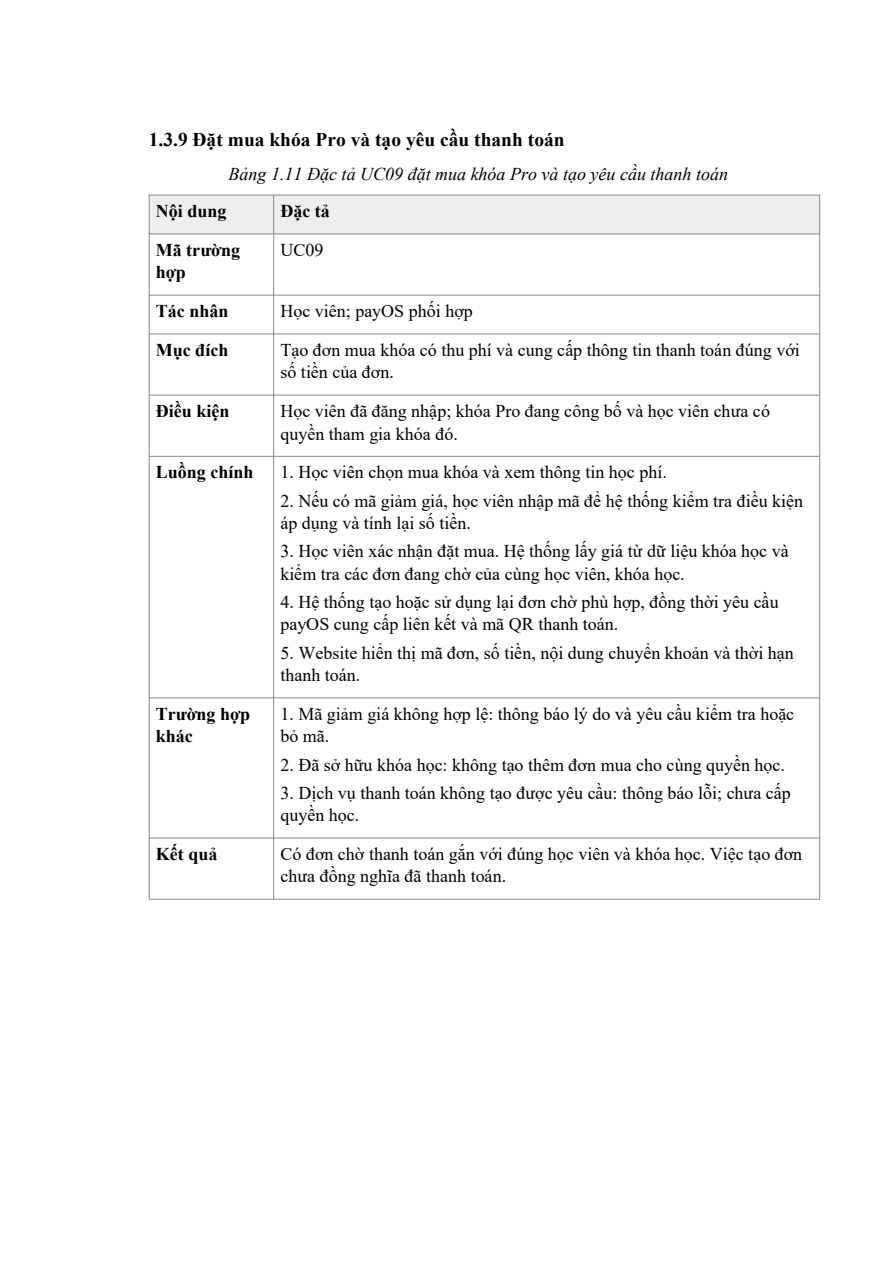 1.3.9 Đặt mua khóa Pro và tạo yêu cầu thanh toán
Bảng 1.11 Đặc tả UC09 đặt mua khóa Pro và tạo yêu cầu thanh toán
Nội dung
Đặc tả
Mã trường
hợp
UC09
Tác nhân
Học viên; payOS phối hợp
Mục đích
Tạo đơn mua khóa có thu phí và cung cấp thông tin thanh toán đúng với
số tiền của đơn.
Điều kiện
Học viên đã đăng nhập; khóa Pro đang công bố và học viên chưa có
quyền tham gia khóa đó.
Luồng chính
1. Học viên chọn mua khóa và xem thông tin học phí.
2. Nếu có mã giảm giá, học viên nhập mã để hệ thống kiểm tra điều kiện
áp dụng và tính lại số tiền.
3. Học viên xác nhận đặt mua. Hệ thống lấy giá từ dữ liệu khóa học và
kiểm tra các đơn đang chờ của cùng học viên, khóa học.
4. Hệ thống tạo hoặc sử dụng lại đơn chờ phù hợp, đồng thời yêu cầu
payOS cung cấp liên kết và mã QR thanh toán.
5. Website hiển thị mã đơn, số tiền, nội dung chuyển khoản và thời hạn
thanh toán.
Trường hợp
khác
1. Mã giảm giá không hợp lệ: thông báo lý do và yêu cầu kiểm tra hoặc
bỏ mã.
2. Đã sở hữu khóa học: không tạo thêm đơn mua cho cùng quyền học.
3. Dịch vụ thanh toán không tạo được yêu cầu: thông báo lỗi; chưa cấp
quyền học.
Kết quả
Có đơn chờ thanh toán gắn với đúng học viên và khóa học. Việc tạo đơn
chưa đồng nghĩa đã thanh toán.